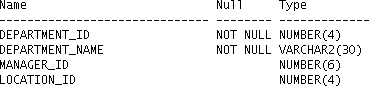 Name                           Null     Type
------------------------------ -------- --------------------
DEPARTMENT_ID                  NOT NULL NUMBER(4)
DEPARTMENT_NAME                NOT NULL VARCHAR2(30)
MANAGER_ID                              NUMBER(6)
LOCATION_ID                             NUMBER(4)